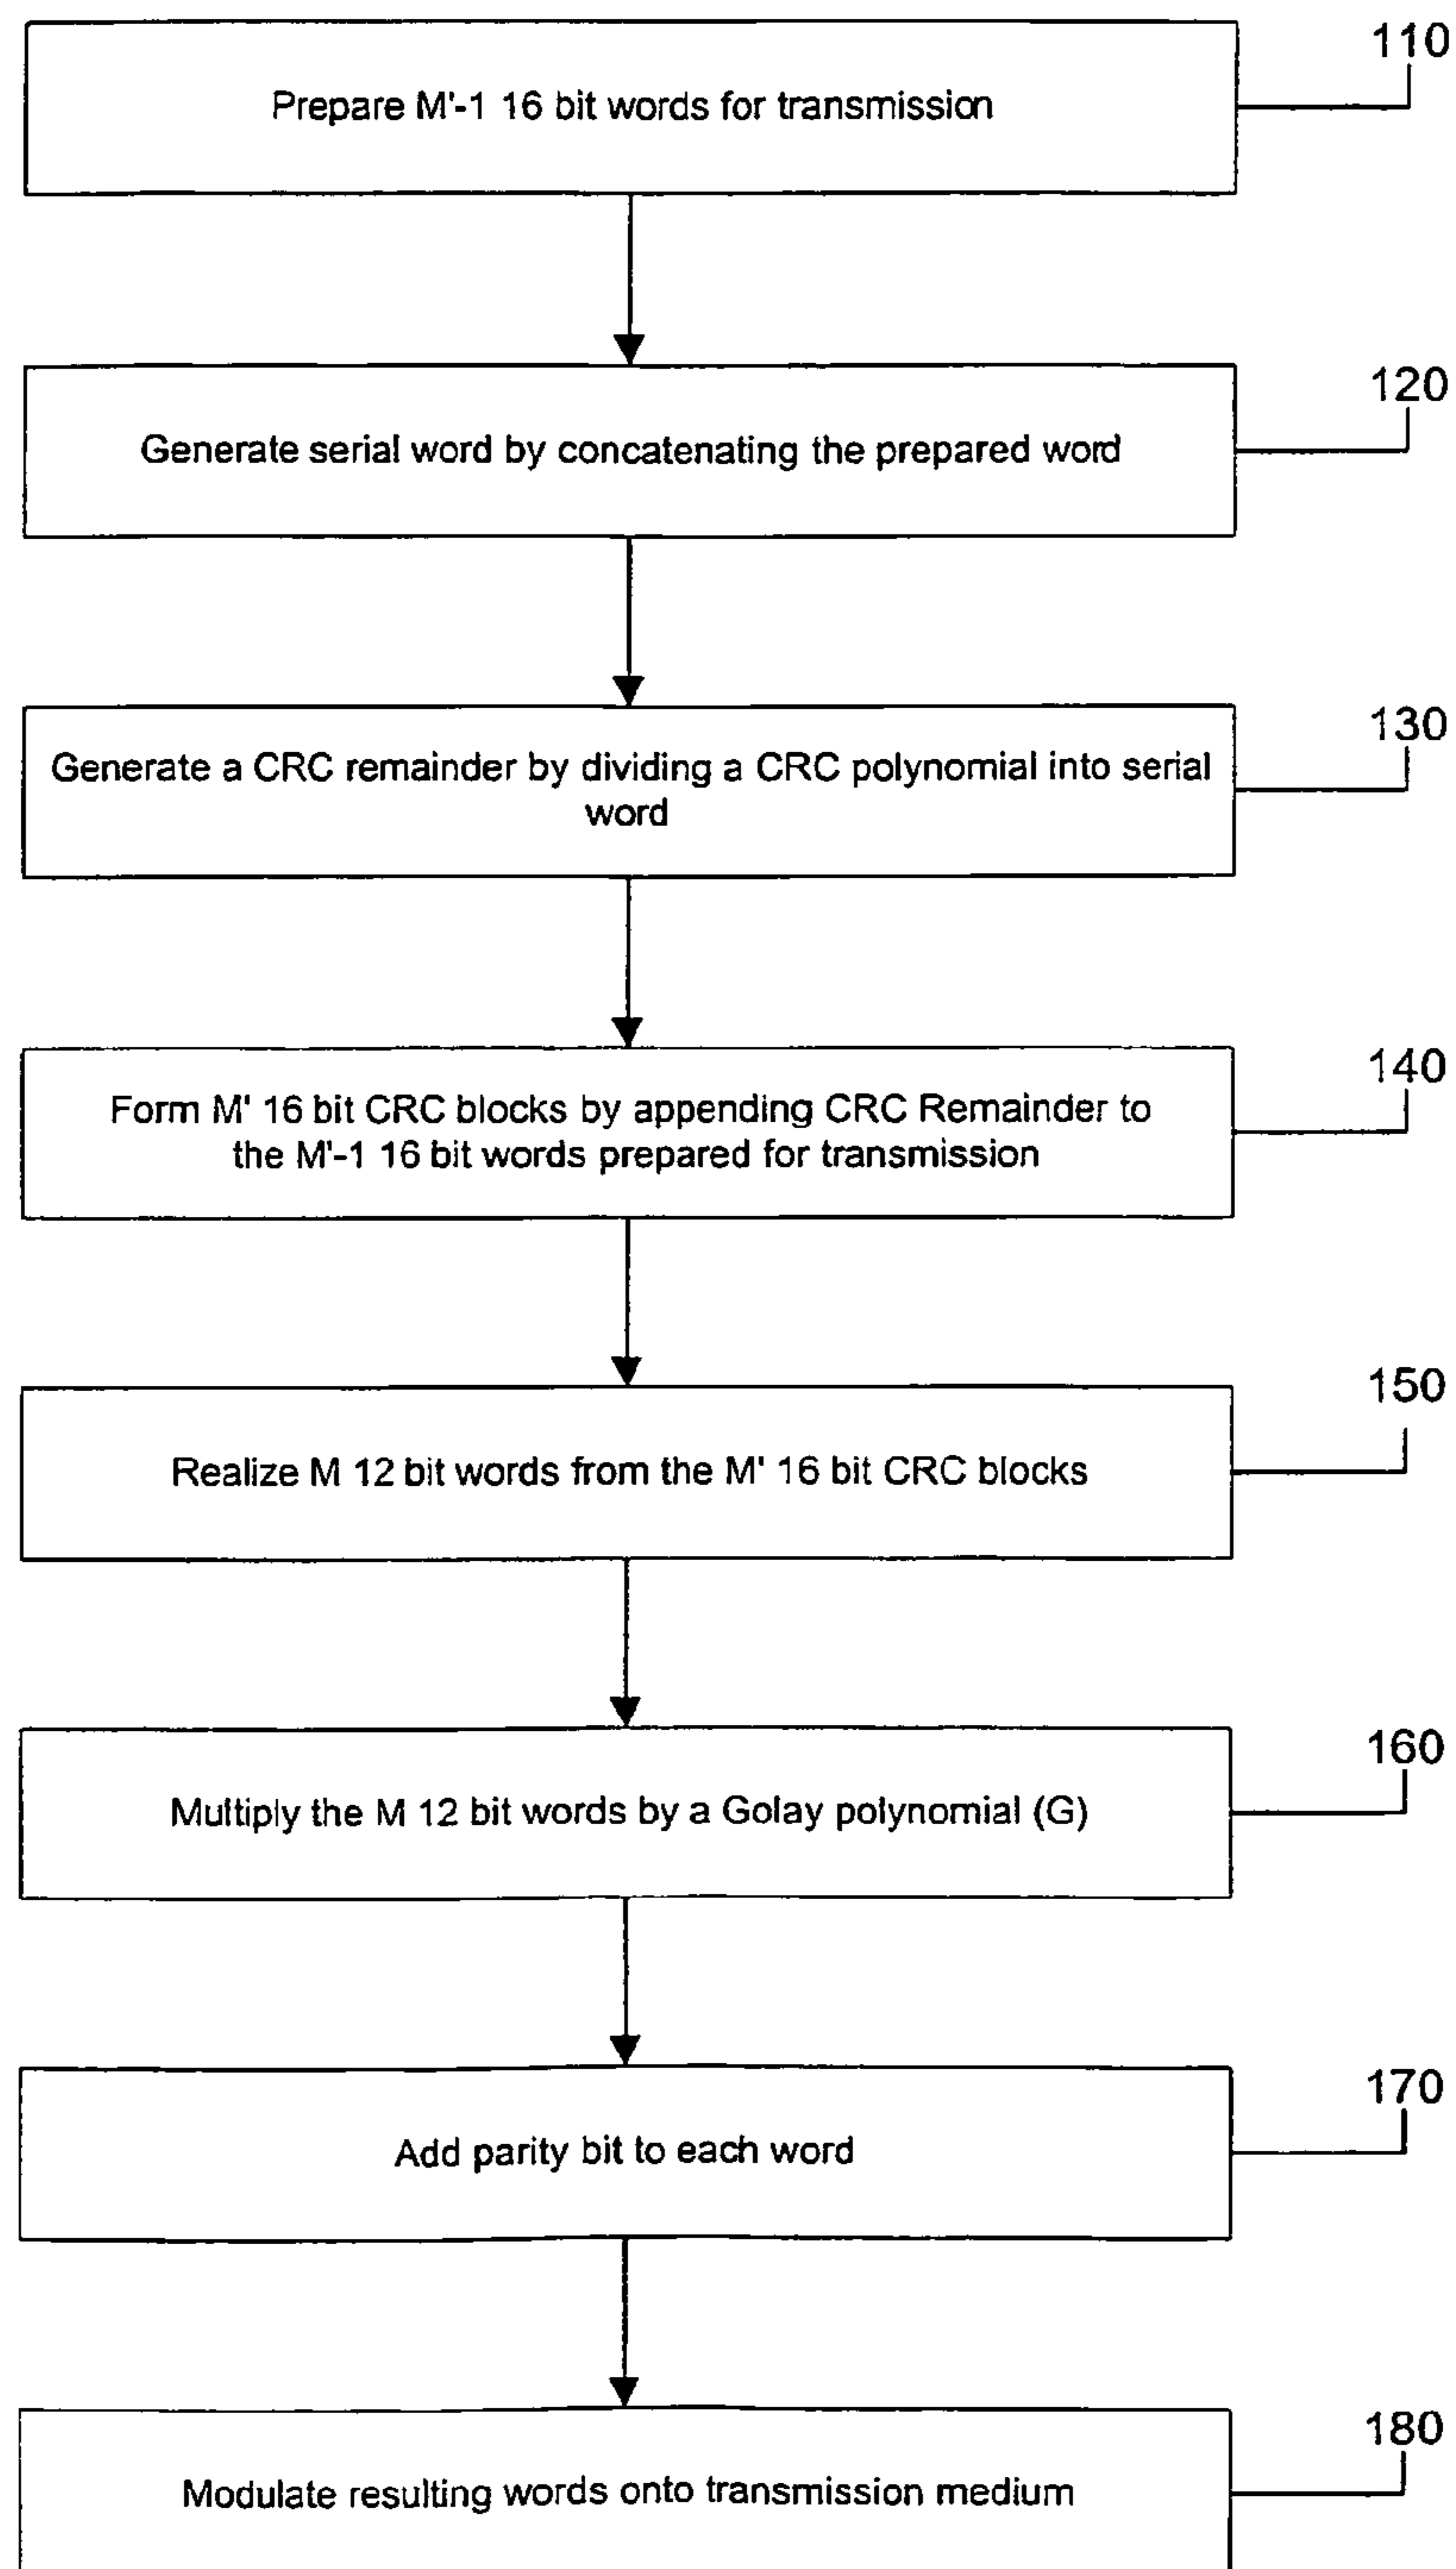 110
Prepare M'-1 16 bit words for transmission
120
Generate serial word by concatenating the prepared word
130
Generate a CRC remainder by dividing a CRC polynomial into serial
word
140
Form M' 16 bit CRC blocks by appending CRC Remainder to
the M'-1 16 bit words prepared for transmission
150
Realize M 12 bit words from the M' 16 bit CRC blocks
160
Multiply the M 12 bit words by a Golay polynomial (G)
170
Add parity bit to each word
180
Modulate resulting words onto transmission medium